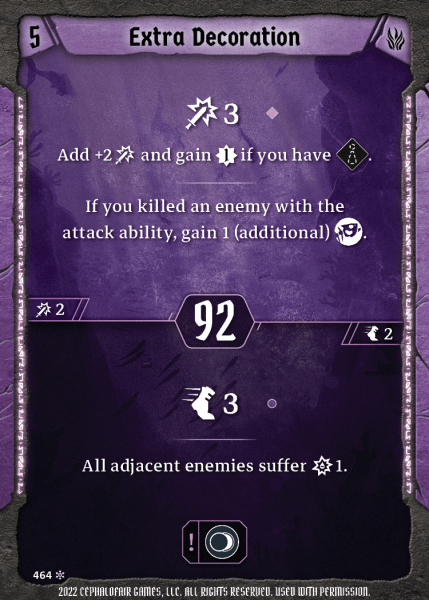 5
Extra Decoration
3
Add +2 and gain 1 if you have .
If you killed an enemy with the
attack ability, gain 1 (additional) .
2
92
2
3
All adjacent enemies suffer 1.
!
464
2022 CEPHALOFAIR GAMES, LLC. ALL RIGHTS RESERVED. USED WITH PERMISSION.